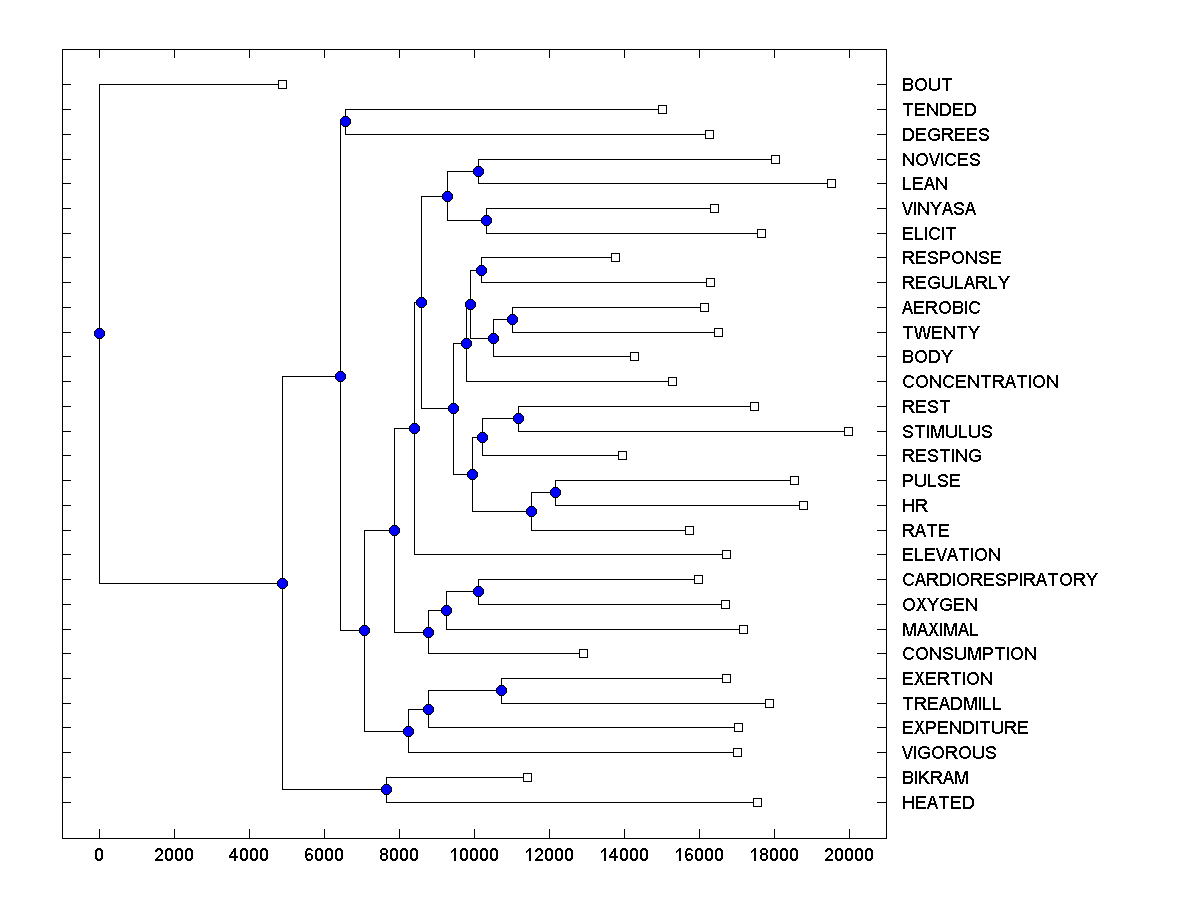 BOUT
TENDED
DEGREES
NOVICES
LEAN
VINYASA
ELICIT
RESPONSE
REGULARLY
AEROBIC
TWENTY
BODY
CONCENTRATION
REST
STIMULUS
RESTING
PULSE
HR
RATE
ELEVATION
CARDIORESPIRATORY
OXYGEN
MAXIMAL
CONSUMPTION
EXERTION
TREADMILL
EXPENDITURE
VIGOROUS
BIKRAM
HEATED
0 2000 4000 6000 8000 10000 12000 14000 16000 18000 20000